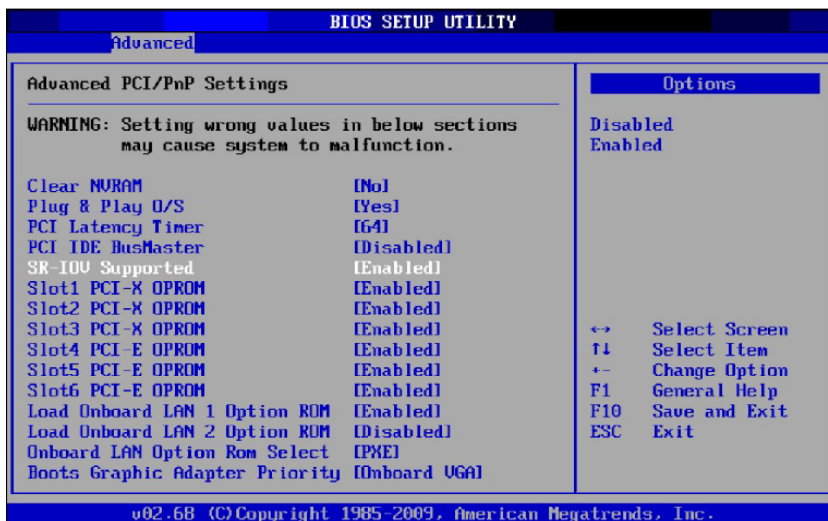 BIOS SETUP UTILITY
Advanced
Advanced PCI/PnP Settings
WARNING: Setting wrong values in below sections
may cause system to malfunction.
Clear NVRAM [No]
Plug & Play O/S [Yes]
PCI Latency Timer [64]
PCI IDE BusMaster [Disabled]
SR-IOV Supported [Enabled]
Slot1 PCI-X OPROM [Enabled]
Slot2 PCI-X OPROM [Enabled]
Slot3 PCI-X OPROM [Enabled]
Slot4 PCI-E OPROM [Enabled]
Slot5 PCI-E OPROM [Enabled]
Slot6 PCI-E OPROM [Enabled]
Load Onboard LAN 1 Option ROM [Enabled]
Load Onboard LAN 2 Option ROM [Disabled]
Onboard LAN Option Rom Select [PXE]
Boots Graphic Adapter Priority [Onboard VGA]
Options
Disabled
Enabled
↔ Select Screen
↑↓ Select Item
+- Change Option
F1 General Help
F10 Save and Exit
ESC Exit
v02.68 (C)Copyright 1985-2009, American Megatrends, Inc.